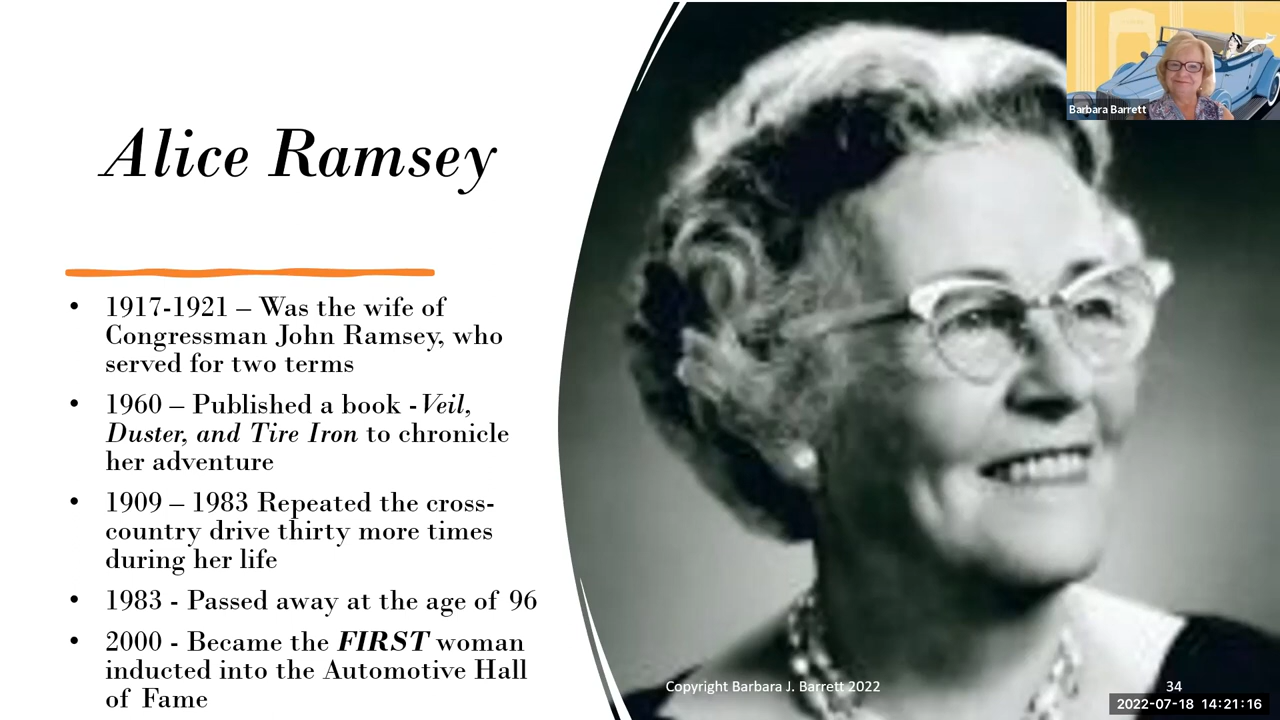 Alice Ramsey
• 1917-1921 – Was the wife of
Congressman John Ramsey, who
served for two terms
• 1960 – Published a book -Veil,
Duster, and Tire Iron to chronicle
her adventure
• 1909 – 1983 Repeated the cross-
country drive thirty more times
during her life
• 1983 - Passed away at the age of 96
• 2000 - Became the FIRST woman
inducted into the Automotive Hall
of Fame
Barbara Barrett
Copyright Barbara J. Barrett 2022
34
2022-07-18 14:21:16